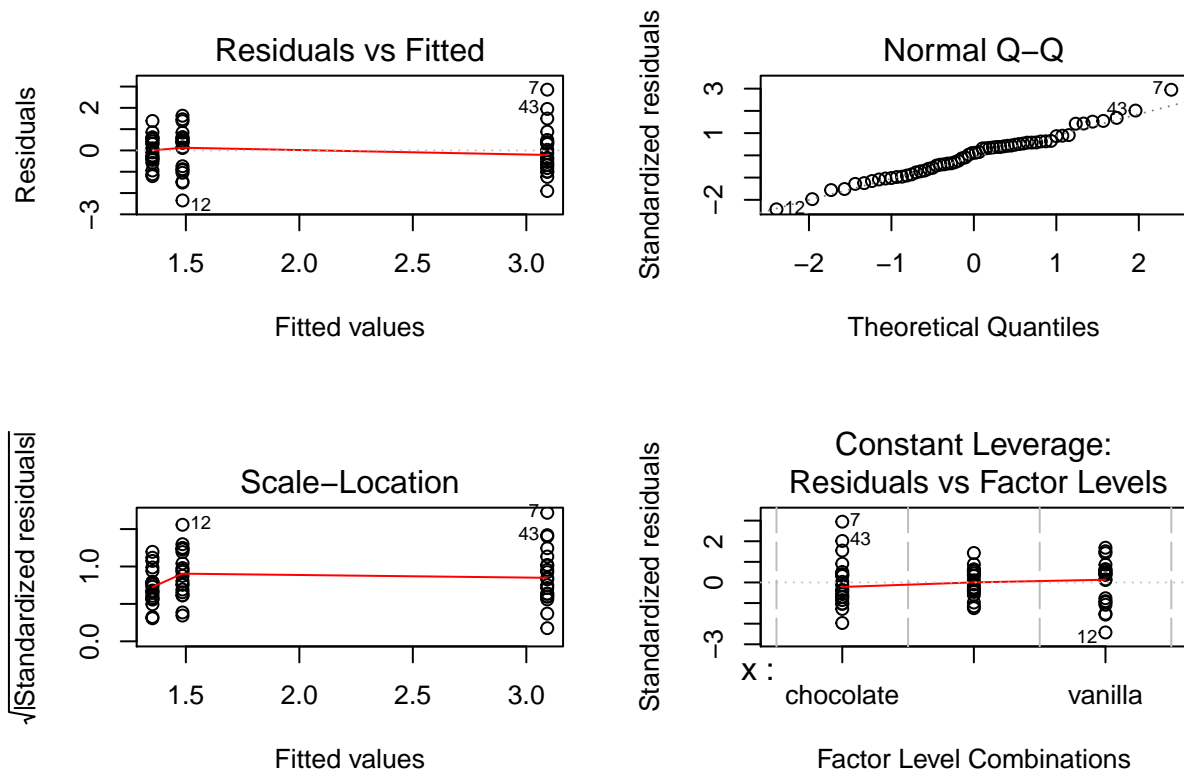 Residuals vs Fitted
Residuals
2
0
−3
7
43
12
1.5 2.0 2.5 3.0
Fitted values
Normal Q−Q
Standardized residuals
3
1
−2
7
43
12
−2 −1 0 1 2
Theoretical Quantiles
Scale−Location
√|Standardized residuals|
1.0
0.0
7
43
12
1.5 2.0 2.5 3.0
Fitted values
Constant Leverage:
Residuals vs Factor Levels
Standardized residuals
2
0
−3
7
43
12
x :
chocolate vanilla
Factor Level Combinations